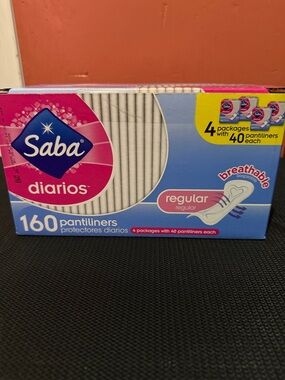 Saba
diarios
160 pantiliners
protectores diarios
4 packages with 40 pantiliners each
regular
regular
breathable
4 packages
with 40
pantiliners
each